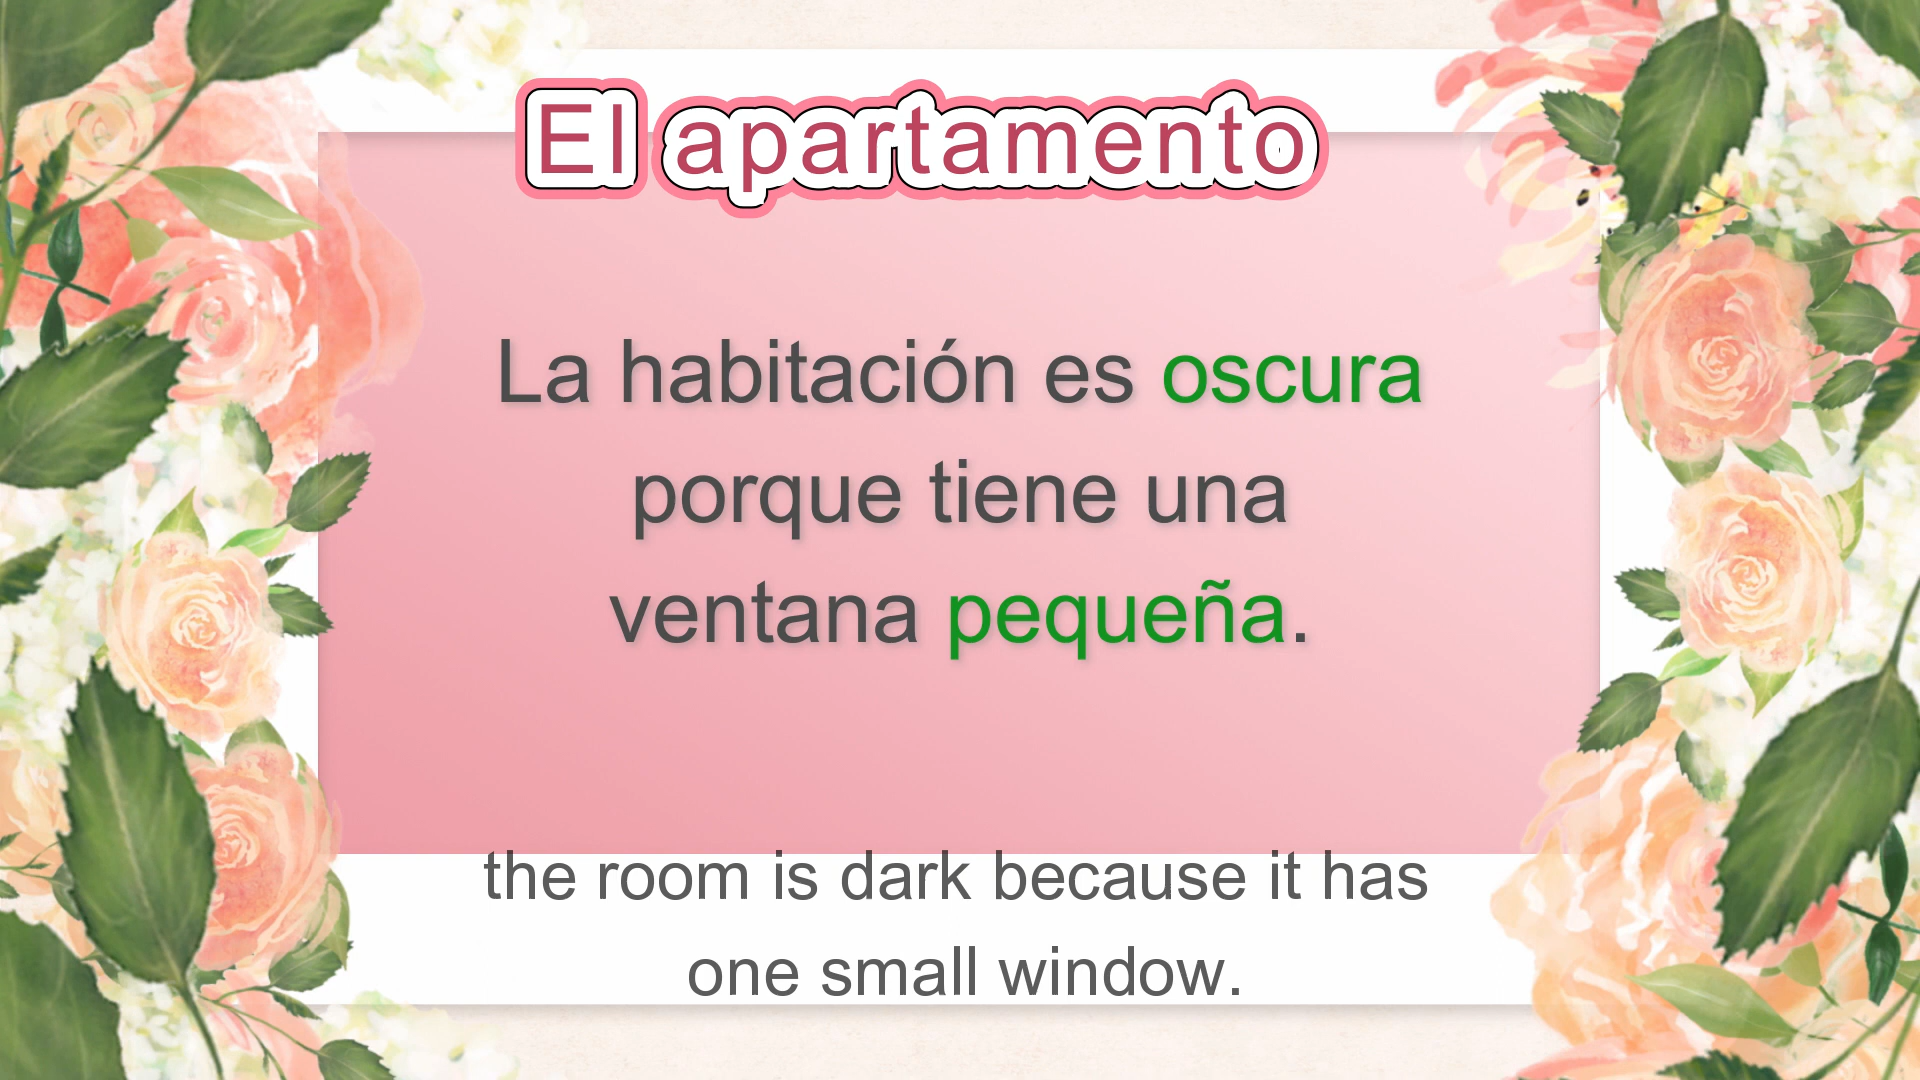 El apartamento
La habitación es oscura
porque tiene una
ventana pequeña.
the room is dark because it has
one small window.